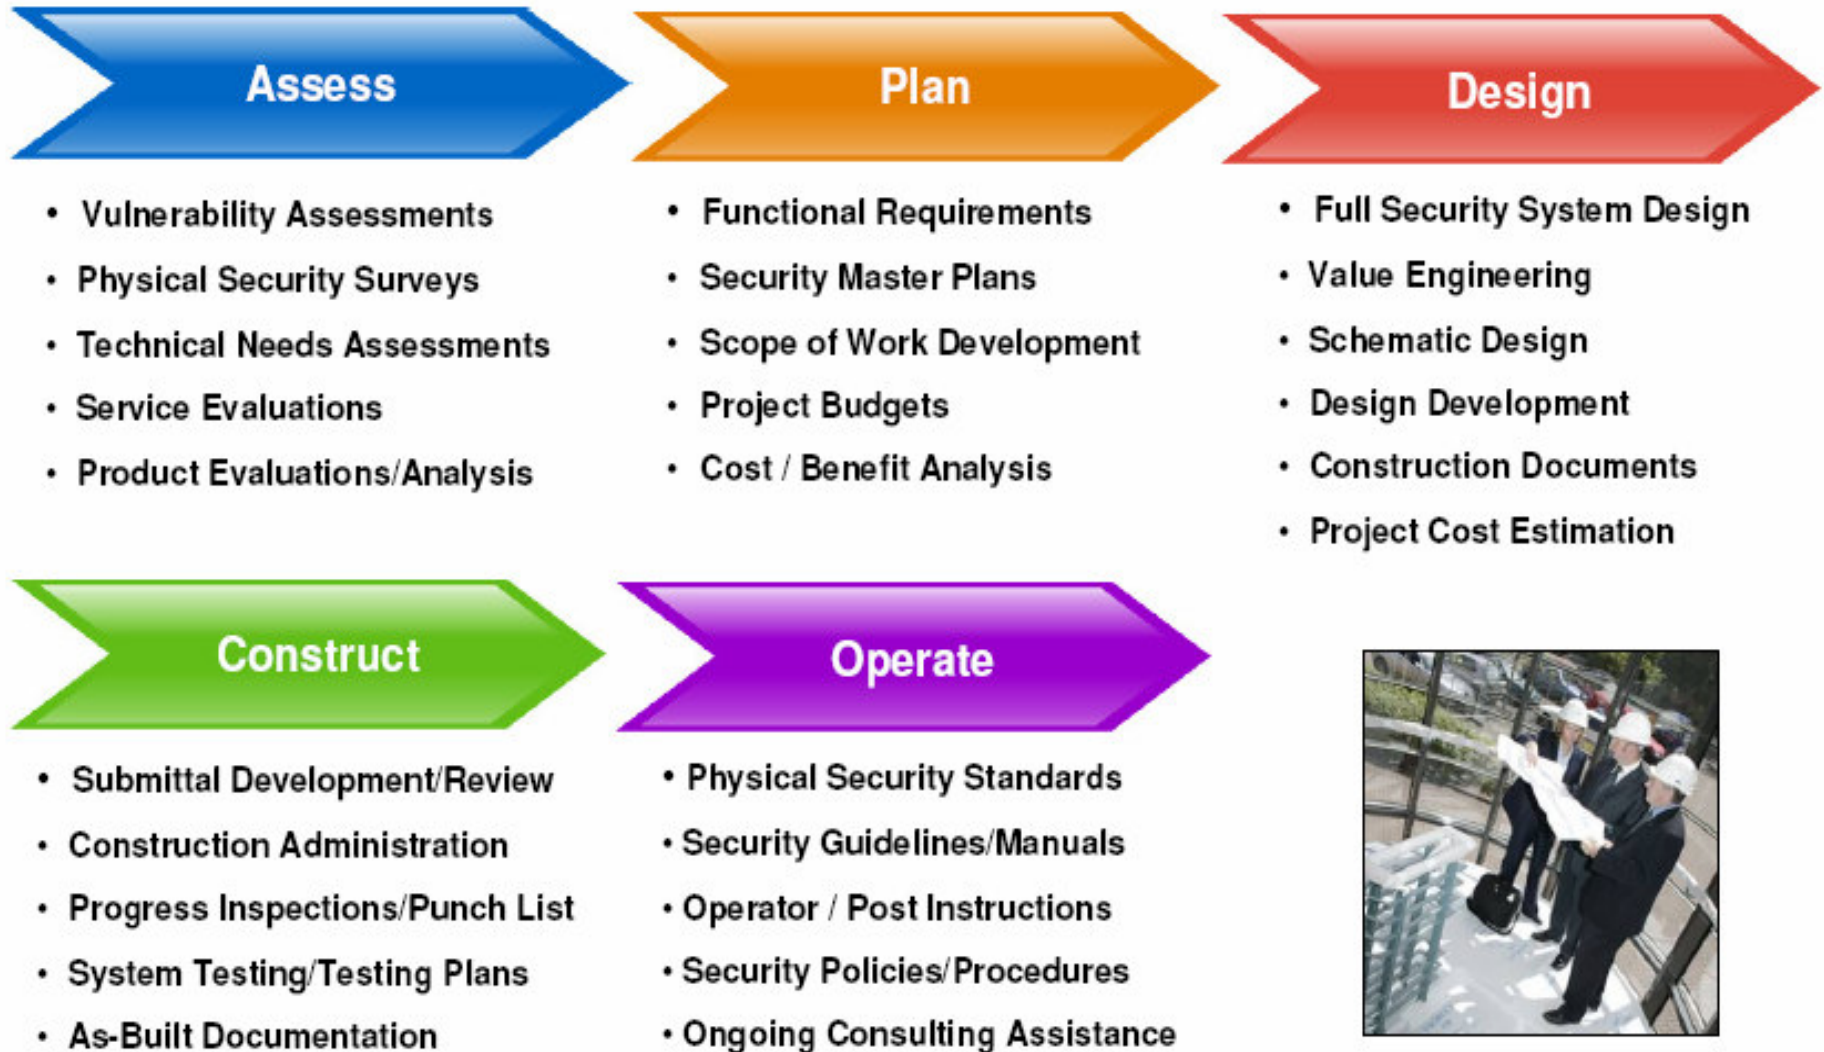 Assess
• Vulnerability Assessments
• Physical Security Surveys
• Technical Needs Assessments
• Service Evaluations
• Product Evaluations/Analysis
Plan
• Functional Requirements
• Security Master Plans
• Scope of Work Development
• Project Budgets
• Cost / Benefit Analysis
Design
• Full Security System Design
• Value Engineering
• Schematic Design
• Design Development
• Construction Documents
• Project Cost Estimation
Construct
• Submittal Development/Review
• Construction Administration
• Progress Inspections/Punch List
• System Testing/Testing Plans
• As-Built Documentation
Operate
• Physical Security Standards
• Security Guidelines/Manuals
• Operator / Post Instructions
• Security Policies/Procedures
• Ongoing Consulting Assistance